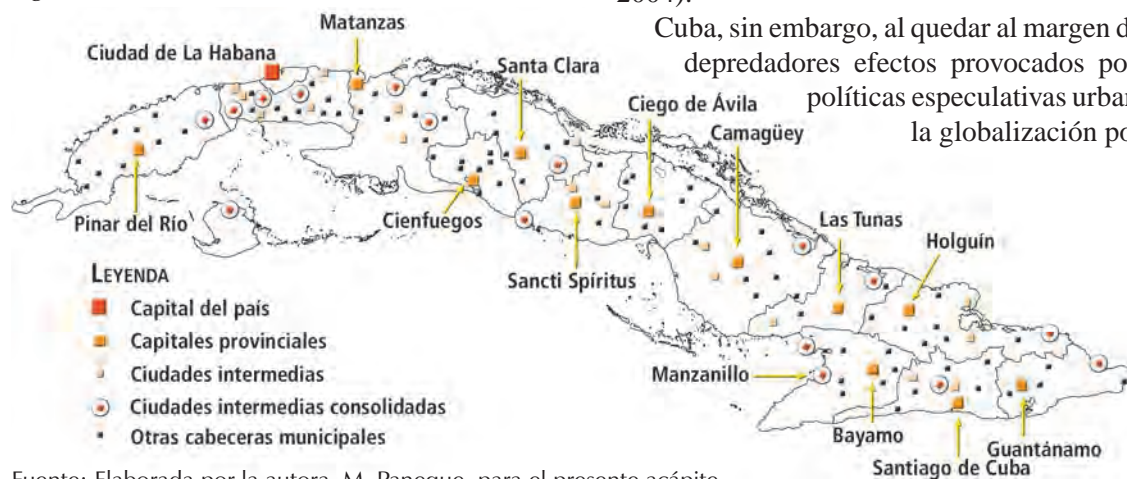 2004).
Cuba, sin embargo, al quedar al margen d
depredadores efectos provocados po
políticas especulativas urban
la globalización po
Matanzas
Ciudad de La Habana
Santa Clara
Ciego de Ávila
Camagüey
Pinar del Río
Cienfuegos
Las Tunas
Holguín
Sancti Spíritus
LEYENDA
Capital del país
Capitales provinciales
Ciudades intermedias
Ciudades intermedias consolidadas
Otras cabeceras municipales
Manzanillo
Bayamo
Guantánamo
Santiago de Cuba
Fuente: Elaborada por la autora, M. Paneque, para el presente acápite